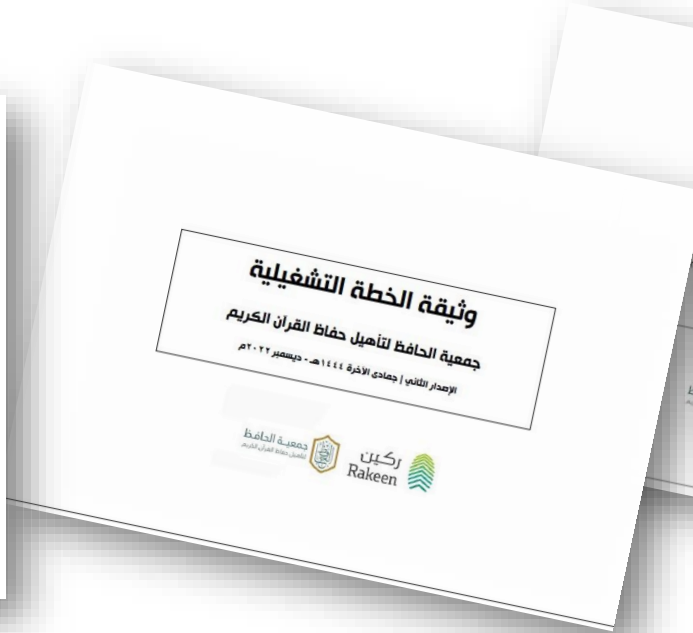 وثيقة الخطة التشغيلية
جمعية الحافظ لتأهيل حفاظ القرآن الكريم
الإصدار الثاني | جمادى الآخرة ١٤٤٤هـ - ديسمبر ٢٠٢٢م
ركين
Rakeen
جمعية الحافظ
لتأهيل حفاظ القرآن الكريم